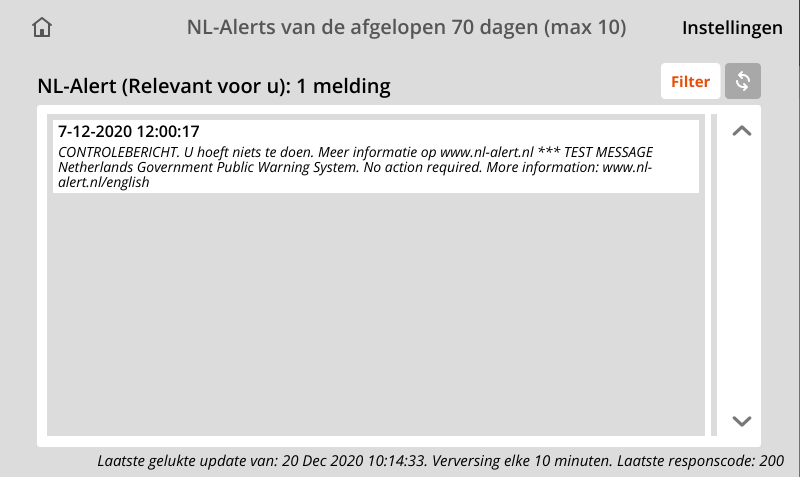 NL-Alerts van de afgelopen 70 dagen (max 10)
Instellingen
NL-Alert (Relevant voor u): 1 melding
Filter
7-12-2020 12:00:17
CONTROLEBERICHT. U hoeft niets te doen. Meer informatie op www.nl-alert.nl *** TEST MESSAGE
Netherlands Government Public Warning System. No action required. More information: www.nl-
alert.nl/english
Laatste gelukte update van: 20 Dec 2020 10:14:33. Verversing elke 10 minuten. Laatste responscode: 200